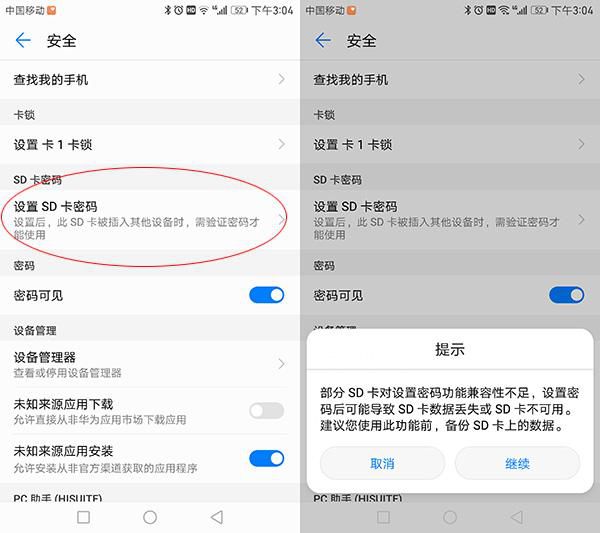 中国移动
HD 4G 52 下午3:04
安全
查找我的手机
卡锁
设置 卡 1 卡锁
SD 卡密码
设置 SD 卡密码
设置后，此 SD 卡被插入其他设备时，需验证密码才
能使用
密码
密码可见
设备管理
设备管理器
查看或停用设备管理器
未知来源应用下载
允许直接从非华为应用市场下载应用
未知来源应用安装
允许安装从非官方渠道获取的应用程序
PC 助手 (HISUITE)
中国移动
HD 4G 52 下午3:04
安全
查找我的手机
卡锁
设置 卡 1 卡锁
SD 卡密码
设置 SD 卡密码
设置后，此 SD 卡被插入其他设备时，需验证密码才
能使用
密码
密码可见
设备管理
提示
部分 SD 卡对设置密码功能兼容性不足，设置密
码后可能导致 SD 卡数据丢失或 SD 卡不可用。
建议您使用此功能前，备份 SD 卡上的数据。
取消
继续
PC 助手 (HISUITE)